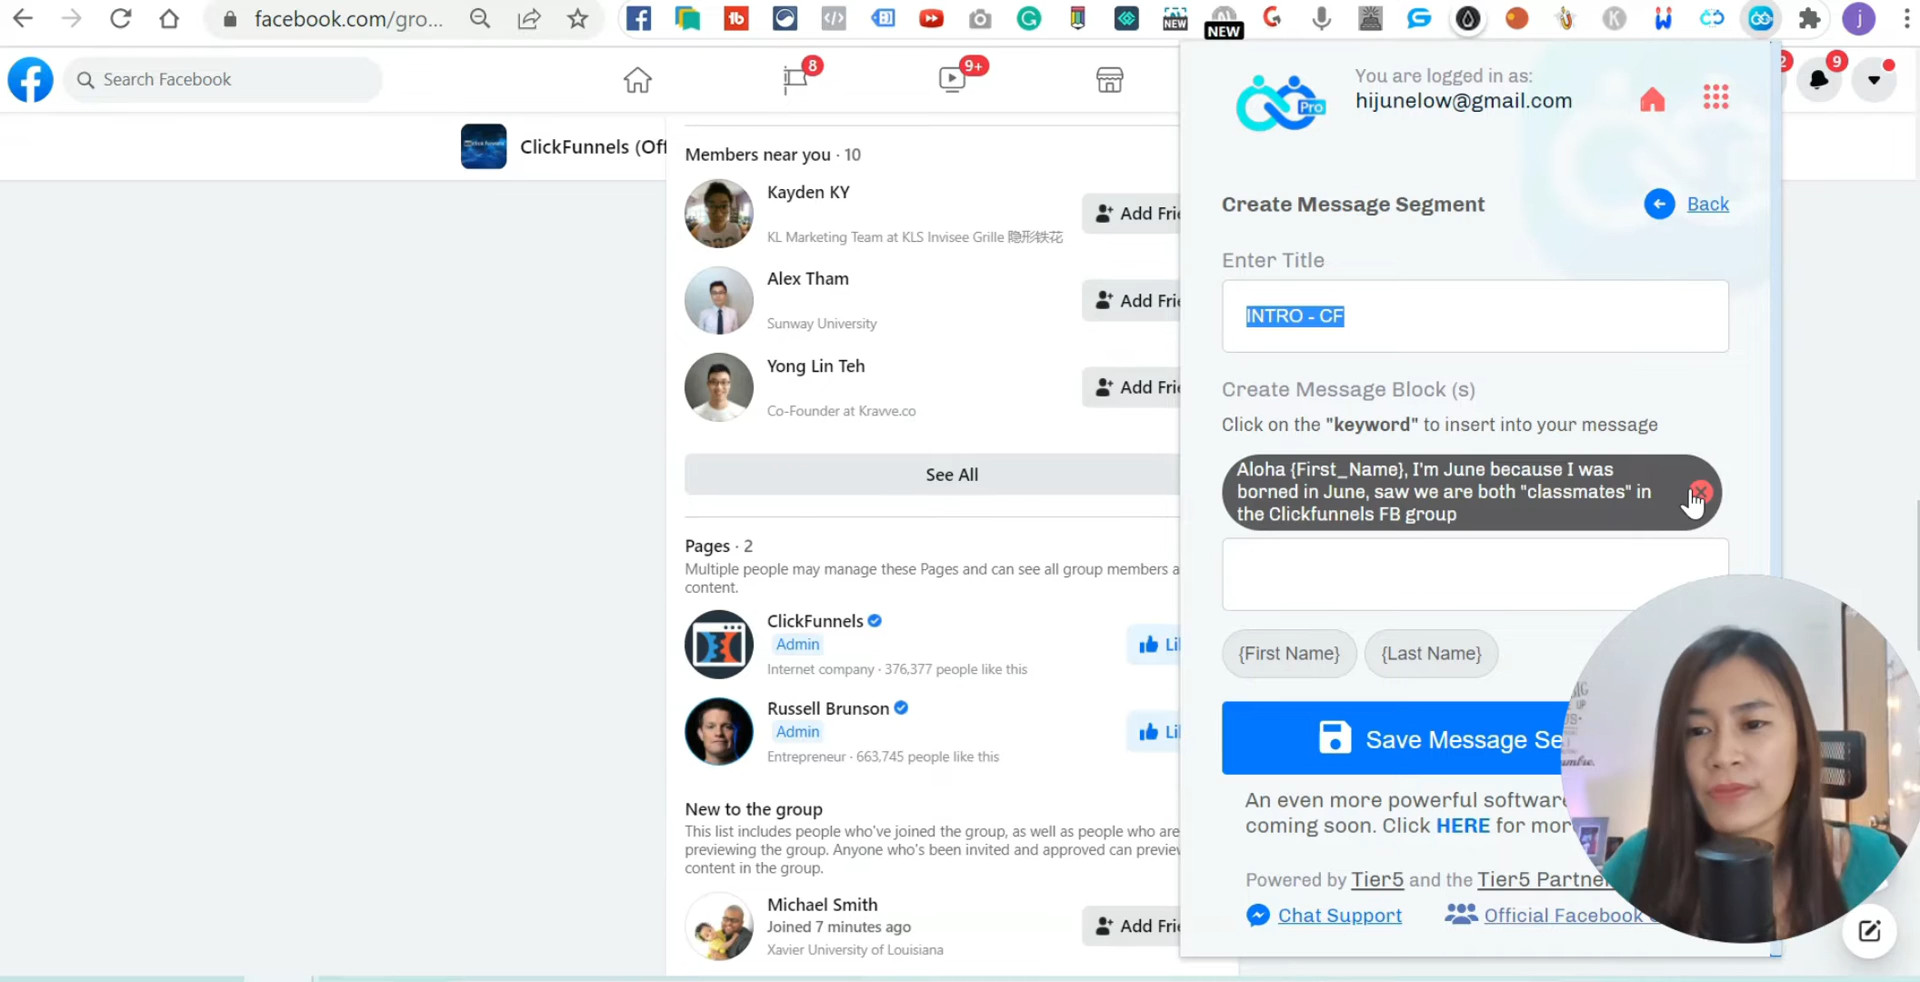 facebook.com/gro...
NEW
NEW
j
Search Facebook
8
9+
2
9
ClickFunnels (Off
Members near you · 10
Kayden KY
KL Marketing Team at KLS Invisee Grille 隐形铁花
Add Frie
Alex Tham
Sunway University
Add Frie
Yong Lin Teh
Co-Founder at Kravve.co
Add Frie
See All
Pages · 2
Multiple people may manage these Pages and can see all group members a
content.
ClickFunnels
Admin
Internet company · 376,377 people like this
Li
Russell Brunson
Admin
Entrepreneur · 663,745 people like this
Li
New to the group
This list includes people who've joined the group, as well as people who are
previewing the group. Anyone who's been invited and approved can previe
content in the group.
Michael Smith
Joined 7 minutes ago
Xavier University of Louisiana
Add Frie
Pro
You are logged in as:
hijunelow@gmail.com
Create Message Segment
Back
Enter Title
INTRO - CF
Create Message Block (s)
Click on the "keyword" to insert into your message
Aloha {First_Name}, I'm June because I was
borned in June, saw we are both "classmates" in
the Clickfunnels FB group
{First Name}
{Last Name}
Save Message Se
An even more powerful software
coming soon. Click HERE for mor
Powered by Tier5 and the Tier5 Partner
Chat Support
Official Facebook